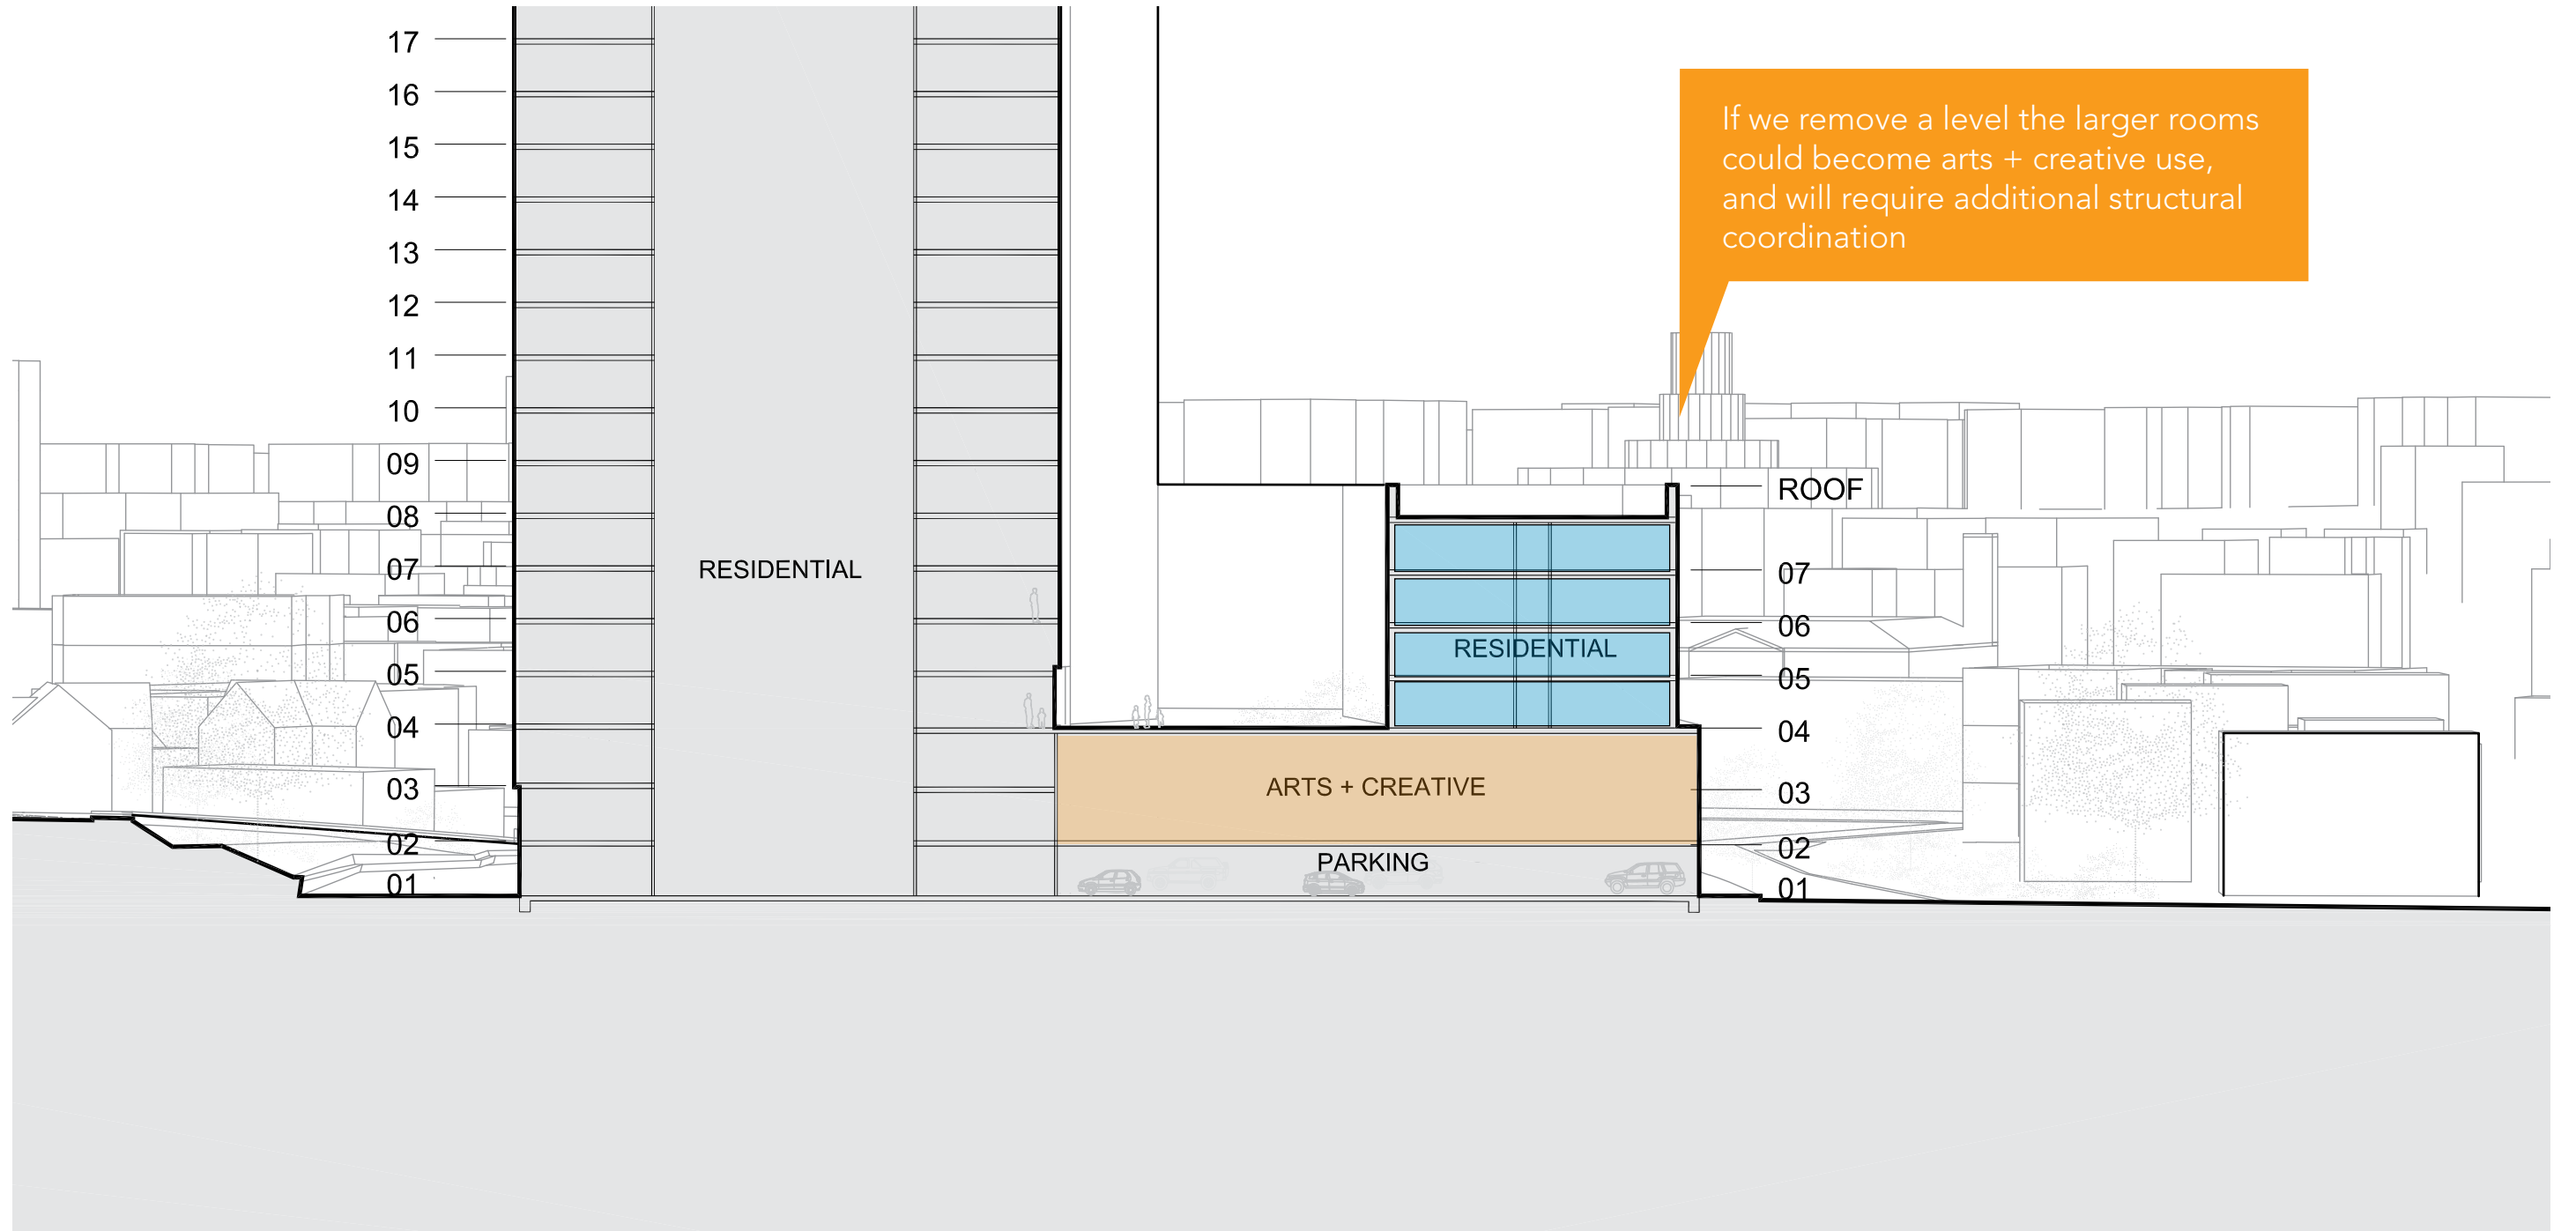 17
16
15
14
13
12
11
10
09
08
07
06
05
04
03
02
01
RESIDENTIAL
If we remove a level the larger rooms
could become arts + creative use,
and will require additional structural
coordination
ROOF
07
06
RESIDENTIAL
05
04
ARTS + CREATIVE
03
02
PARKING
01